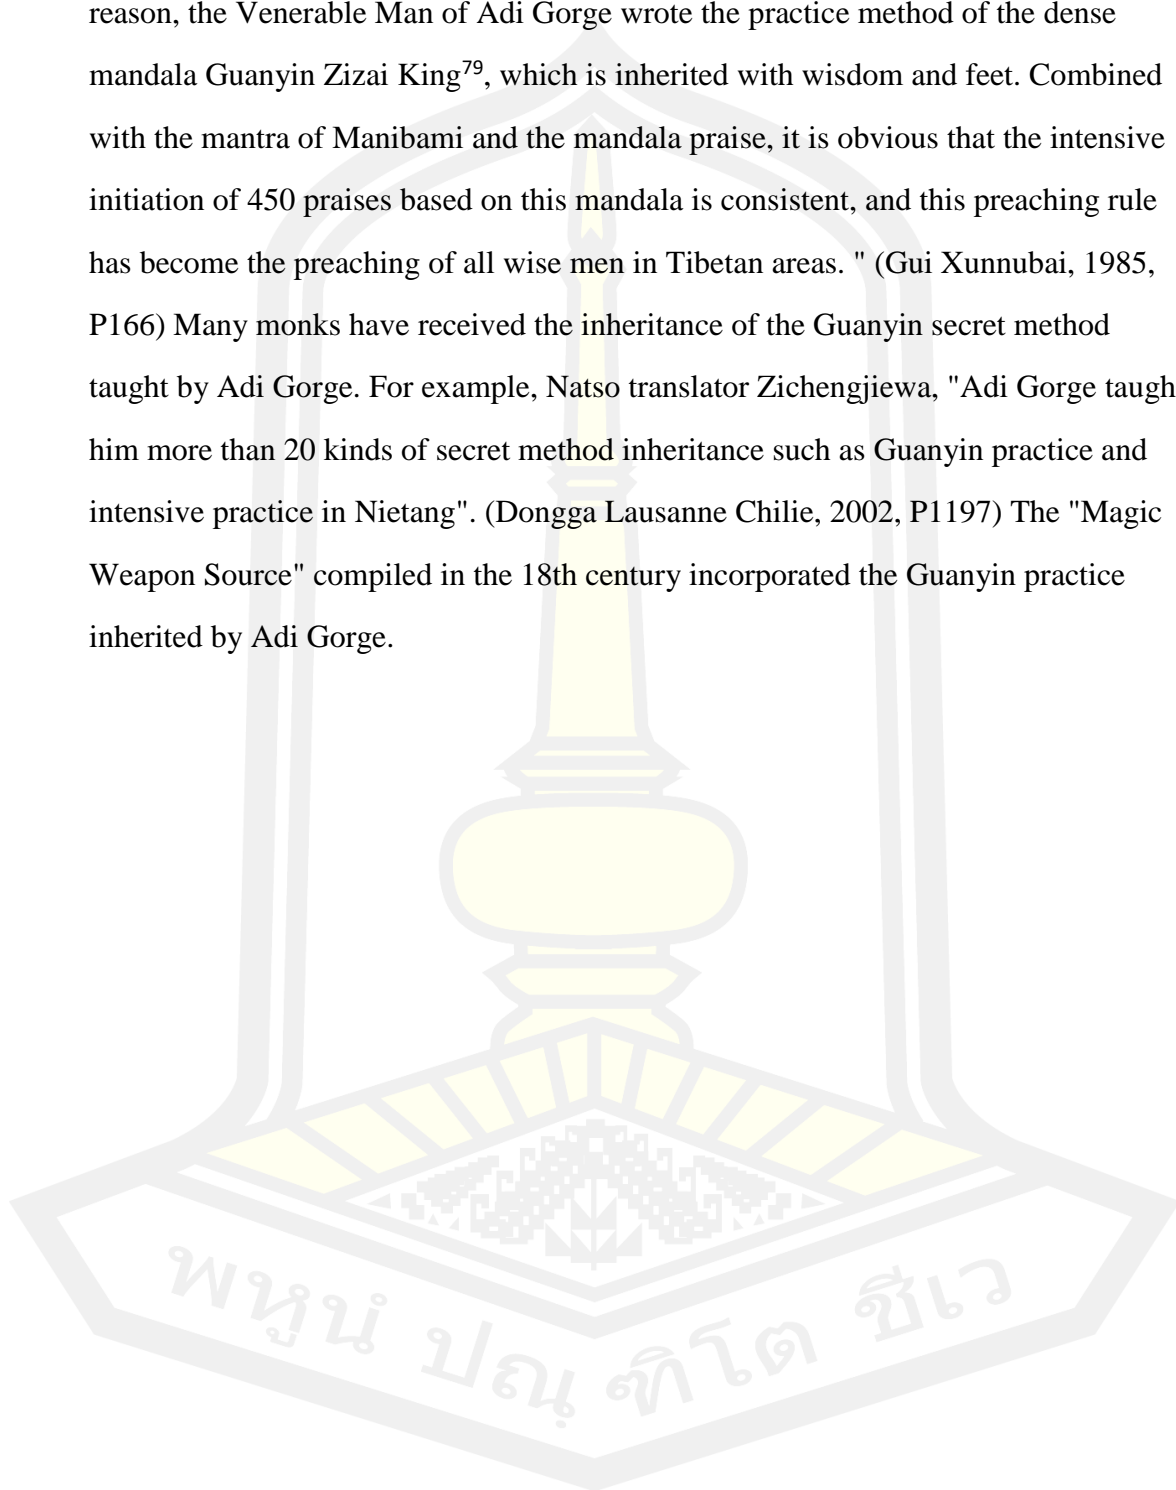 reason, the Venerable Man of Adi Gorge wrote the practice method of the dense
mandala Guanyin Zizai King⁷⁹, which is inherited with wisdom and feet. Combined
with the mantra of Manibami and the mandala praise, it is obvious that the intensive
initiation of 450 praises based on this mandala is consistent, and this preaching rule
has become the preaching of all wise men in Tibetan areas. " (Gui Xunnubai, 1985,
P166) Many monks have received the inheritance of the Guanyin secret method
taught by Adi Gorge. For example, Natso translator Zichengjiewa, "Adi Gorge taugh
him more than 20 kinds of secret method inheritance such as Guanyin practice and
intensive practice in Nietang". (Dongga Lausanne Chilie, 2002, P1197) The "Magic
Weapon Source" compiled in the 18th century incorporated the Guanyin practice
inherited by Adi Gorge.
พหูนํ ปณฺฑิโต ชีเว